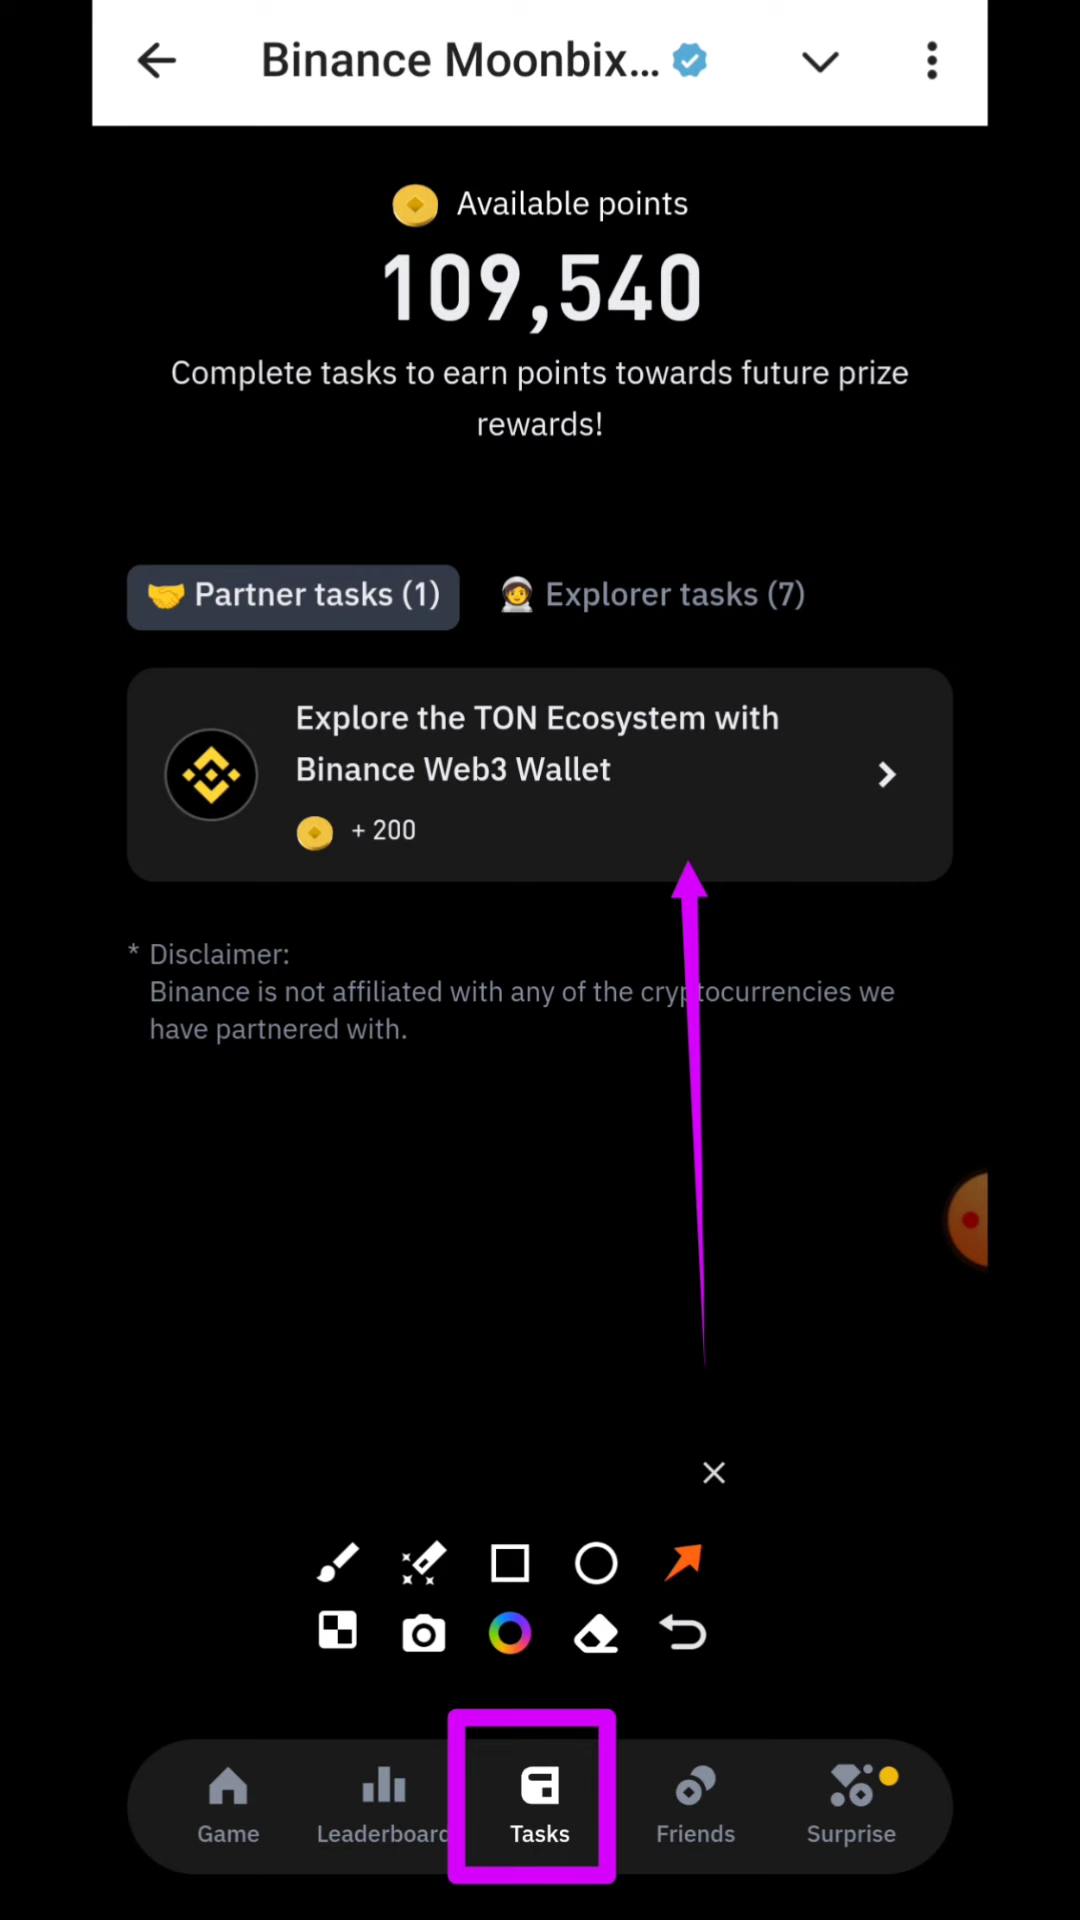 Binance Moonbix...
Available points
109,540
Complete tasks to earn points towards future prize
rewards!
Partner tasks (1)
Explorer tasks (7)
Explore the TON Ecosystem with
Binance Web3 Wallet
+ 200
* Disclaimer:
Binance is not affiliated with any of the cryptocurrencies we
have partnered with.
Game
Leaderboard
Tasks
Friends
Surprise